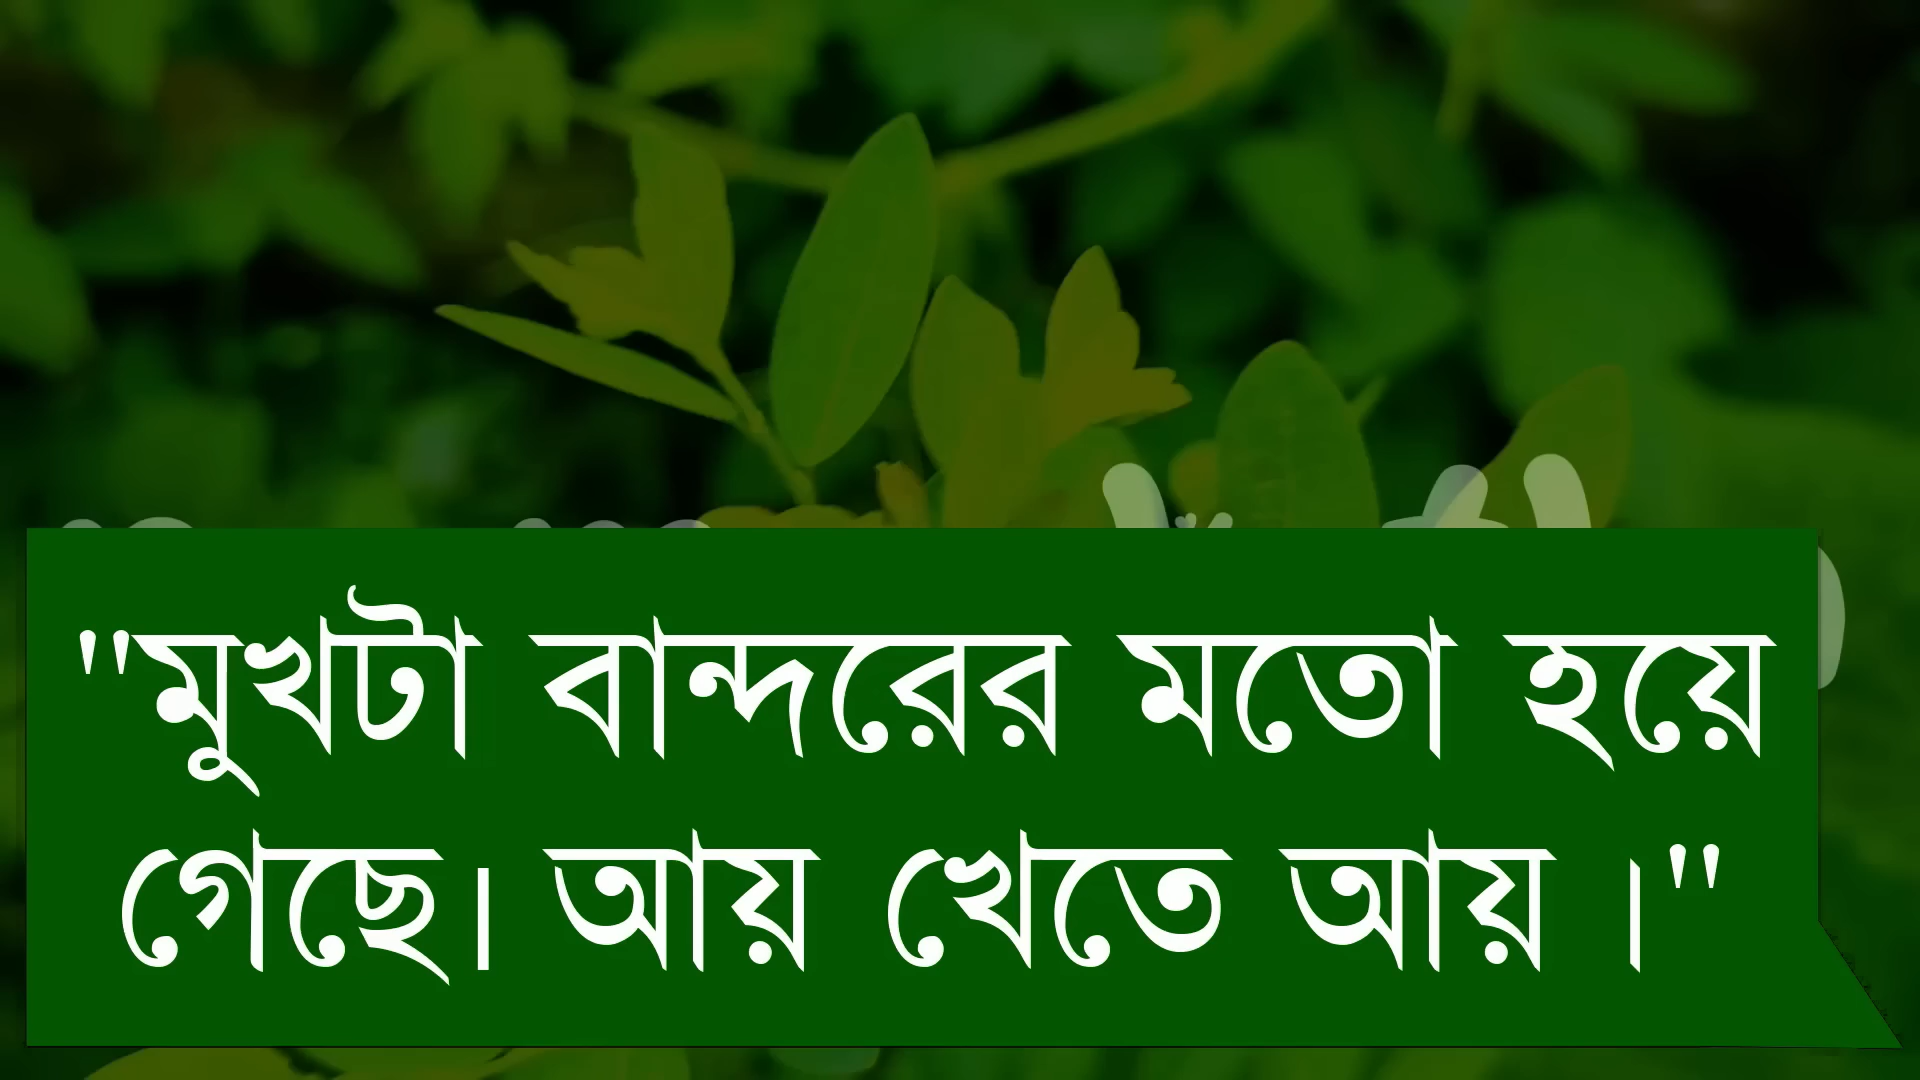 "মুখটা বান্দরের মতো হয়ে
গেছে। আয় খেতে আয় ।"